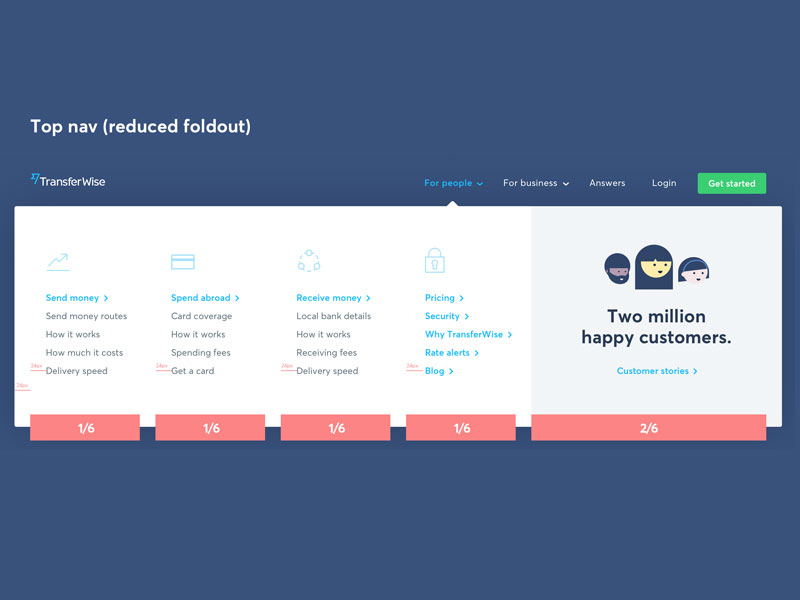 Top nav (reduced foldout)
TransferWise
For people
For business
Answers
Login
Get started
Send money
Send money routes
How it works
How much it costs
Delivery speed
Spend abroad
Card coverage
How it works
Spending fees
Get a card
Receive money
Local bank details
How it works
Receiving fees
Delivery speed
Pricing
Security
Why TransferWise
Rate alerts
Blog
Two million
happy customers.
Customer stories
24px
24px
24px
24px
24px
1/6
1/6
1/6
1/6
2/6